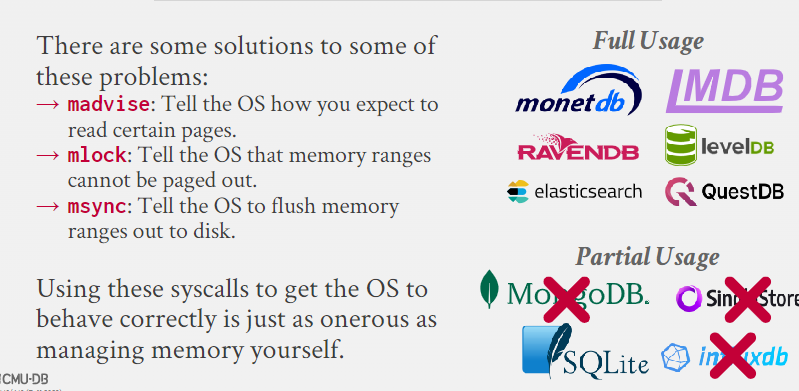 There are some solutions to some of
these problems:
→ madvise: Tell the OS how you expect to
read certain pages.
→ mlock: Tell the OS that memory ranges
cannot be paged out.
→ msync: Tell the OS to flush memory
ranges out to disk.
Using these syscalls to get the OS to
behave correctly is just as onerous as
managing memory yourself.
CMU-DB
Full Usage
monetdb
LMDB
RAVENDB
levelDB
elasticsearch
QuestDB
Partial Usage
MongoDB.
SingleStore
SQLite
influxdb